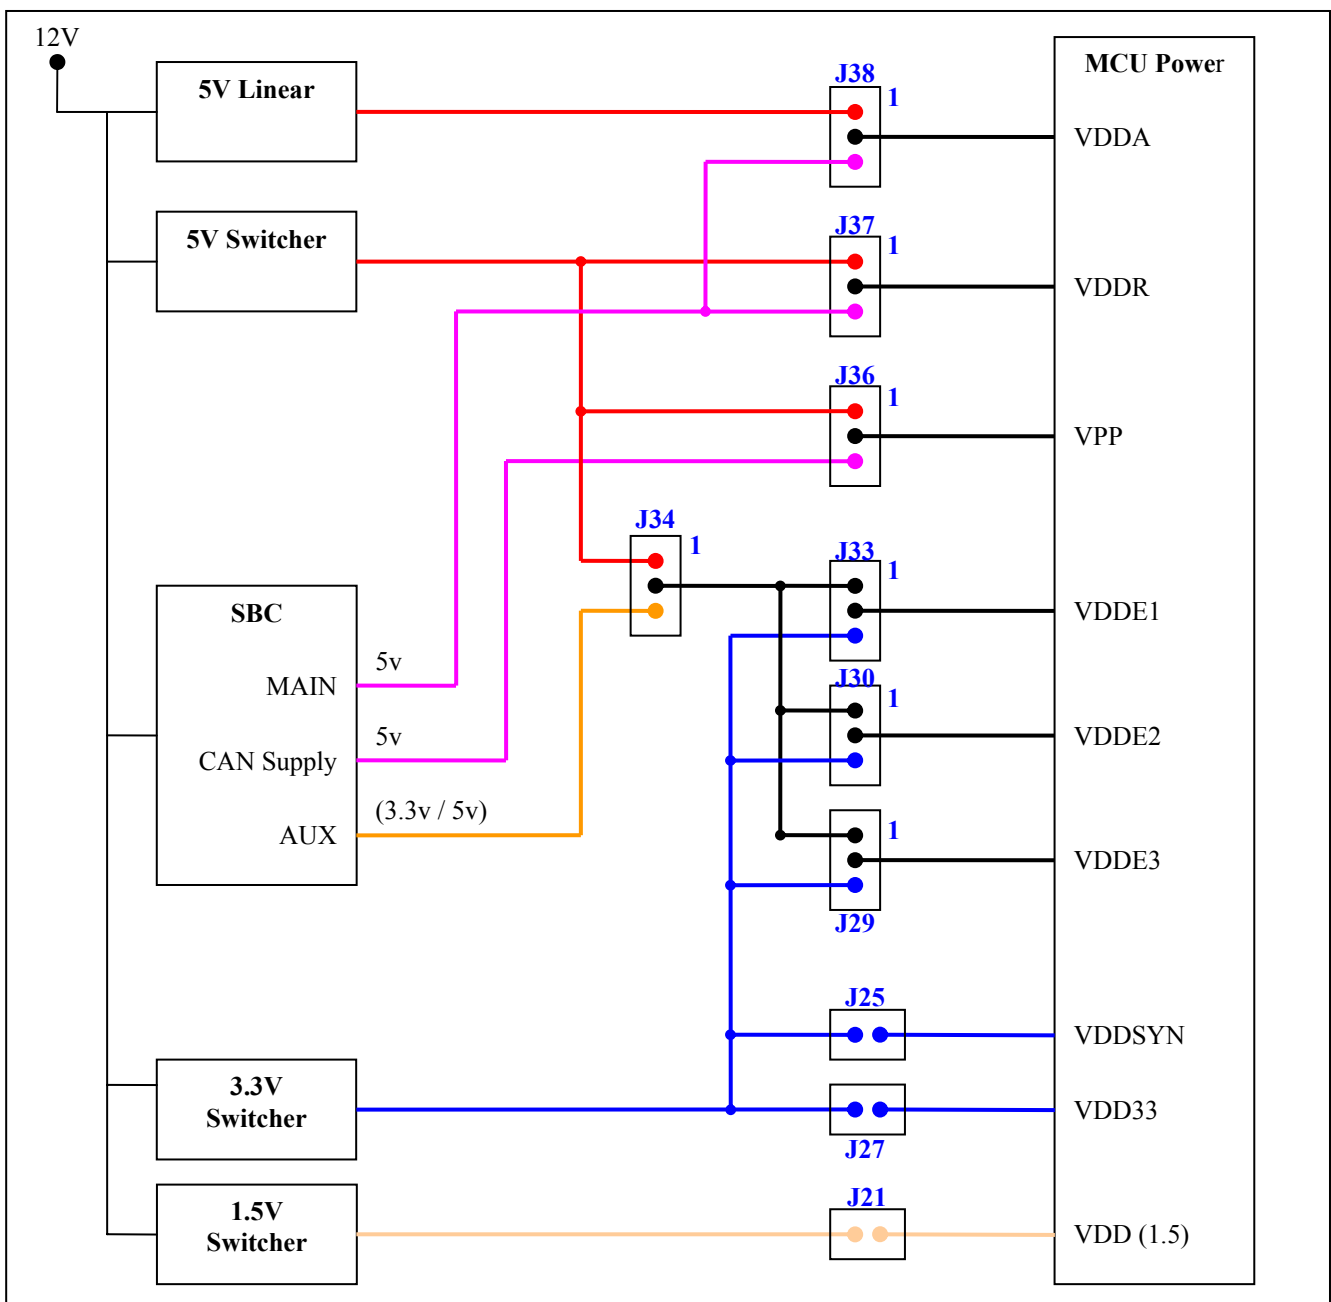 12V
5V Linear
J38
1
MCU Power
VDDA
5V Switcher
J37
1
VDDR
J36
1
VPP
J34
1
J33
1
VDDE1
SBC
MAIN
5v
CAN Supply
5v
AUX
(3.3v / 5v)
J30
1
VDDE2
1
VDDE3
J29
J25
VDDSYN
3.3V
Switcher
VDD33
J27
1.5V
Switcher
J21
VDD (1.5)